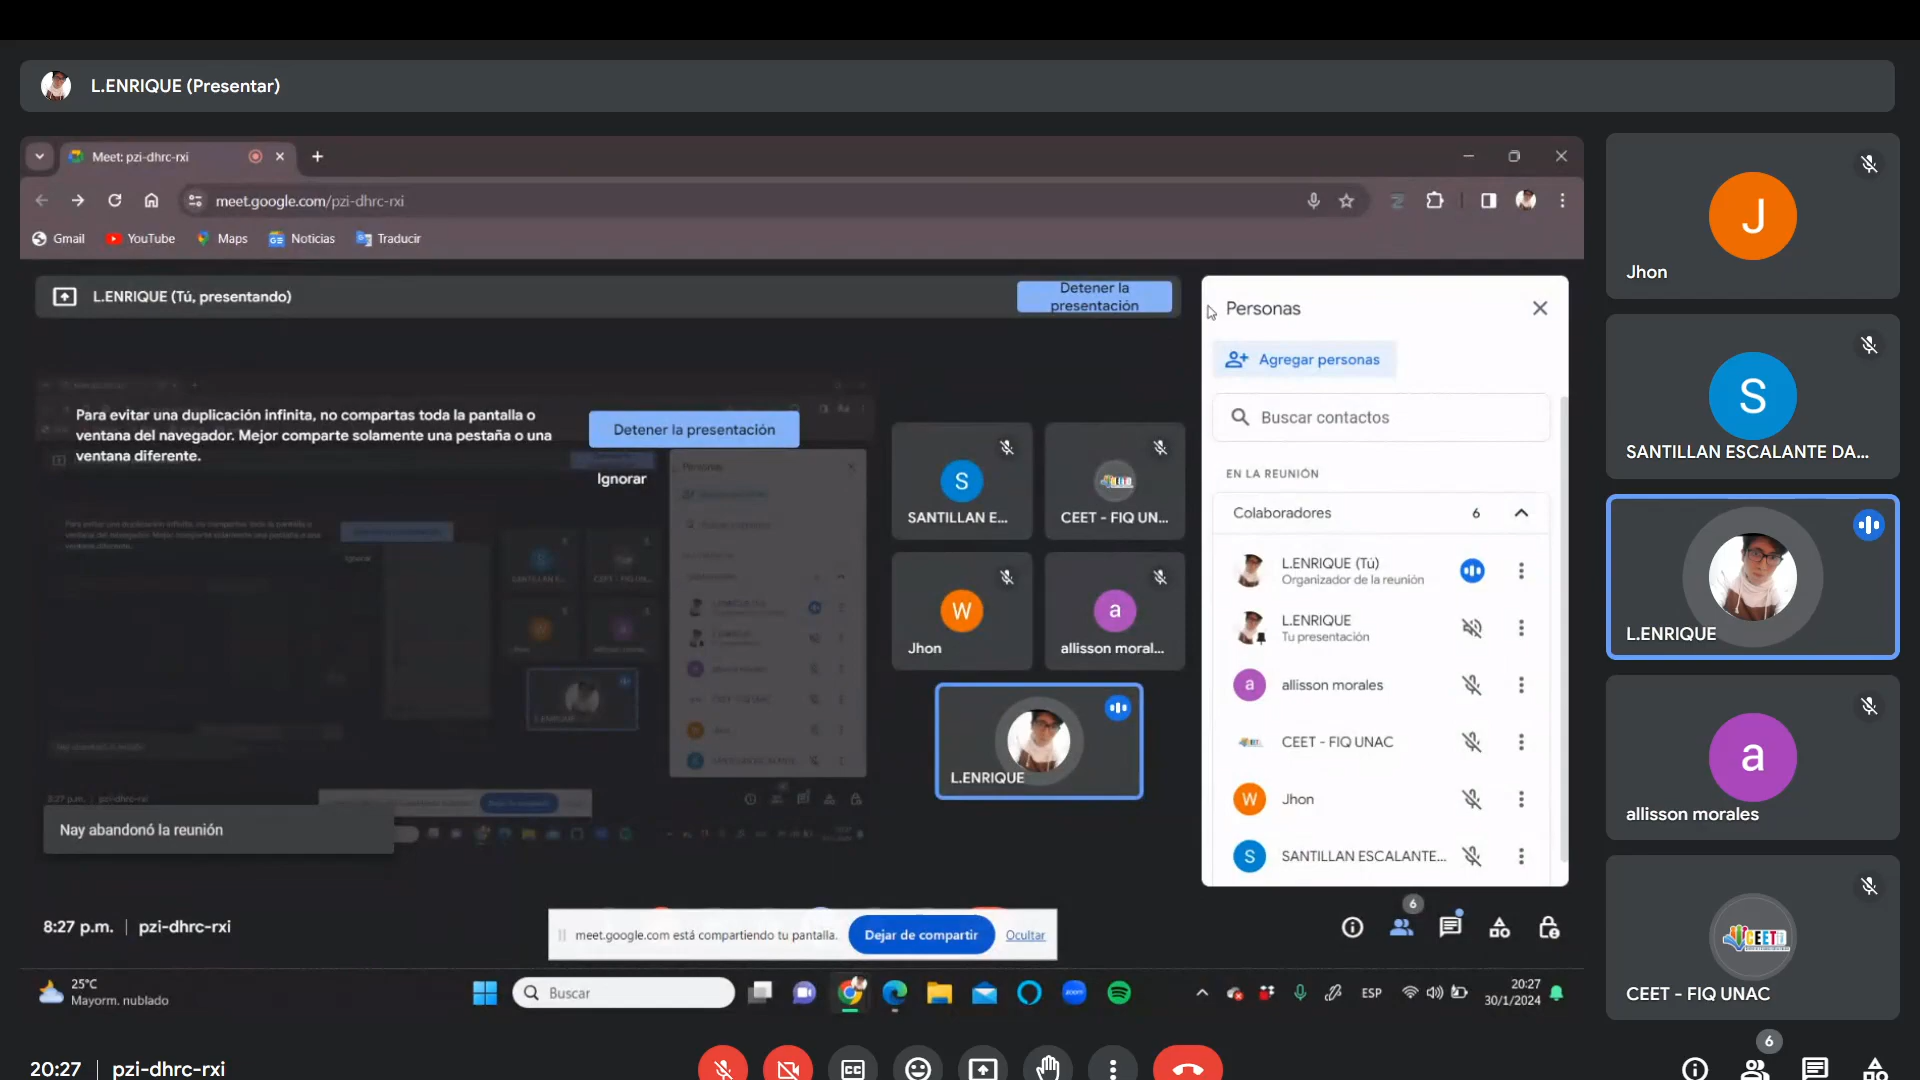 L.ENRIQUE (Presentar)
Meet: pzi-dhrc-rxi
meet.google.com/pzi-dhrc-rxi
Gmail
YouTube
Maps
Noticias
Traducir
L.ENRIQUE (Tú, presentando)
Detener la
presentación
Para evitar una duplicación infinita, no compartas toda la pantalla o
ventana del navegador. Mejor comparte solamente una pestaña o una
ventana diferente.
Detener la presentación
Ignorar
S
SANTILLAN E...
CEET - FIQ UN...
W
Jhon
a
allisson moral...
L.ENRIQUE
Nay abandonó la reunión
Personas
Agregar personas
Buscar contactos
EN LA REUNIÓN
Colaboradores
6
L.ENRIQUE (Tú)
Organizador de la reunión
L.ENRIQUE
Tu presentación
a
allisson morales
CEET - FIQ UNAC
W
Jhon
S
SANTILLAN ESCALANTE...
8:27 p.m.
pzi-dhrc-rxi
meet.google.com está compartiendo tu pantalla.
Dejar de compartir
Ocultar
6
25°C
Mayorm. nublado
Buscar
zoom
ESP
20:27
30/1/2024
J
Jhon
S
SANTILLAN ESCALANTE DA...
L.ENRIQUE
a
allisson morales
CEET
CEET - FIQ UNAC
20:27
pzi-dhrc-rxi
CC
6